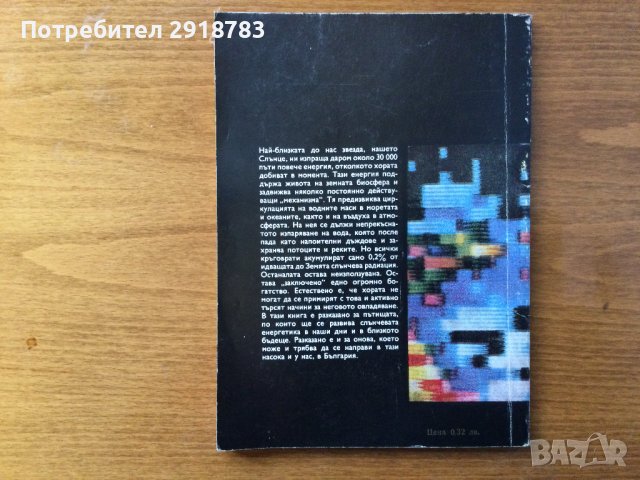 Потребител 2918783
Най-близката до нас звезда, нашето
Слънце, ни изпраща даром около 30 000
пъти повече енергия, отколкото хората
добиват в момента. Тази енергия под-
държа живота на земната биосфера и
задвижва няколко постоянно действу-
ващи „механизма“. Тя предизвиква цир-
кулацията на водните маси в моретата
и океаните, както и на въздуха в атмо-
сферата. На нея се дължи непрекъсна-
тото изпаряване на вода, която после
пада като напоителни дъждове и за-
хранва потоците и реките. Но всички
кръговрати акумулират само 0,2% от
идващата до Земята слънчева радиация.
Останалата остава неизползувана. Ос-
тава „заключено“ едно огромно бо-
гатство. Естествено е, че хората не мо-
гат да се примирят с това и активно
търсят начини за неговото овладяване.
В тази книга е разказано за пътищата,
по които ще се развива слънчевата
енергетика в наши дни и в близкото
бъдеще. Разказано е и за онова, което
може и трябва да се направи в тази
насока и у нас, в България.
Цена 0,32 лв.
BAZAR